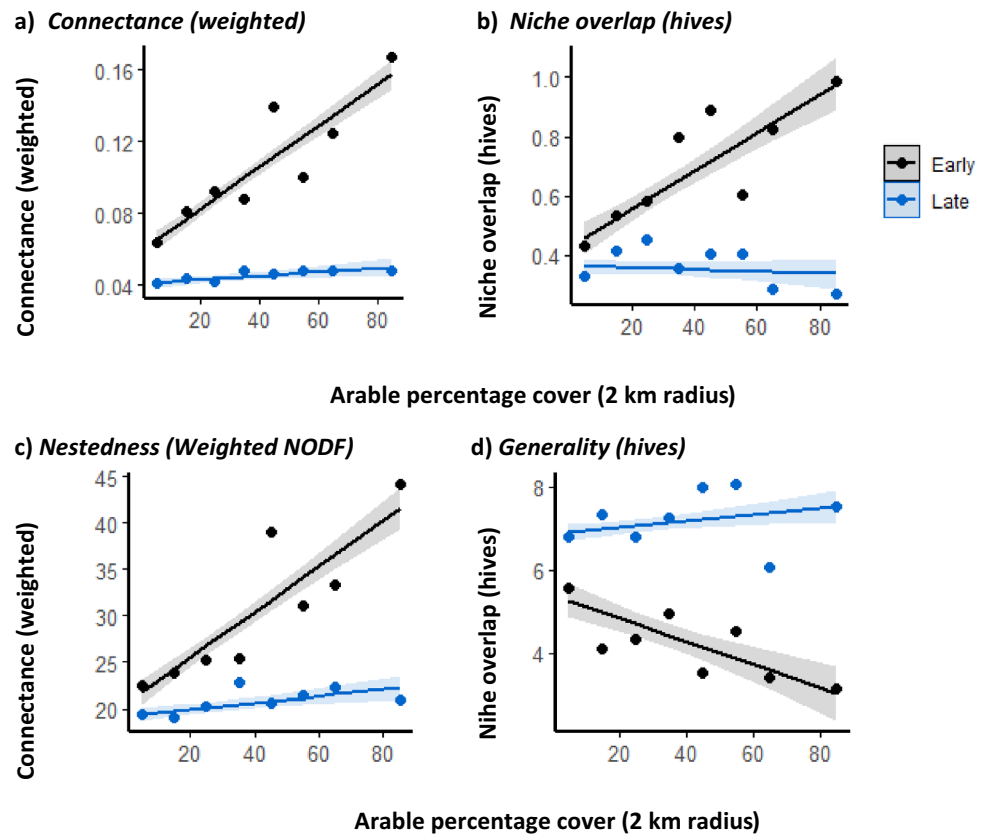 a) Connectance (weighted)
b) Niche overlap (hives)
Connectance (weighted)
0.16
0.12
0.08
0.04
20 40 60 80
Niche overlap (hives)
1.0
0.8
0.6
0.4
20 40 60 80
Early
Late
Arable percentage cover (2 km radius)
c) Nestedness (Weighted NODF)
d) Generality (hives)
Connectance (weighted)
45
40
35
30
25
20
20 40 60 80
Nihe overlap (hives)
8
6
4
20 40 60 80
Arable percentage cover (2 km radius)